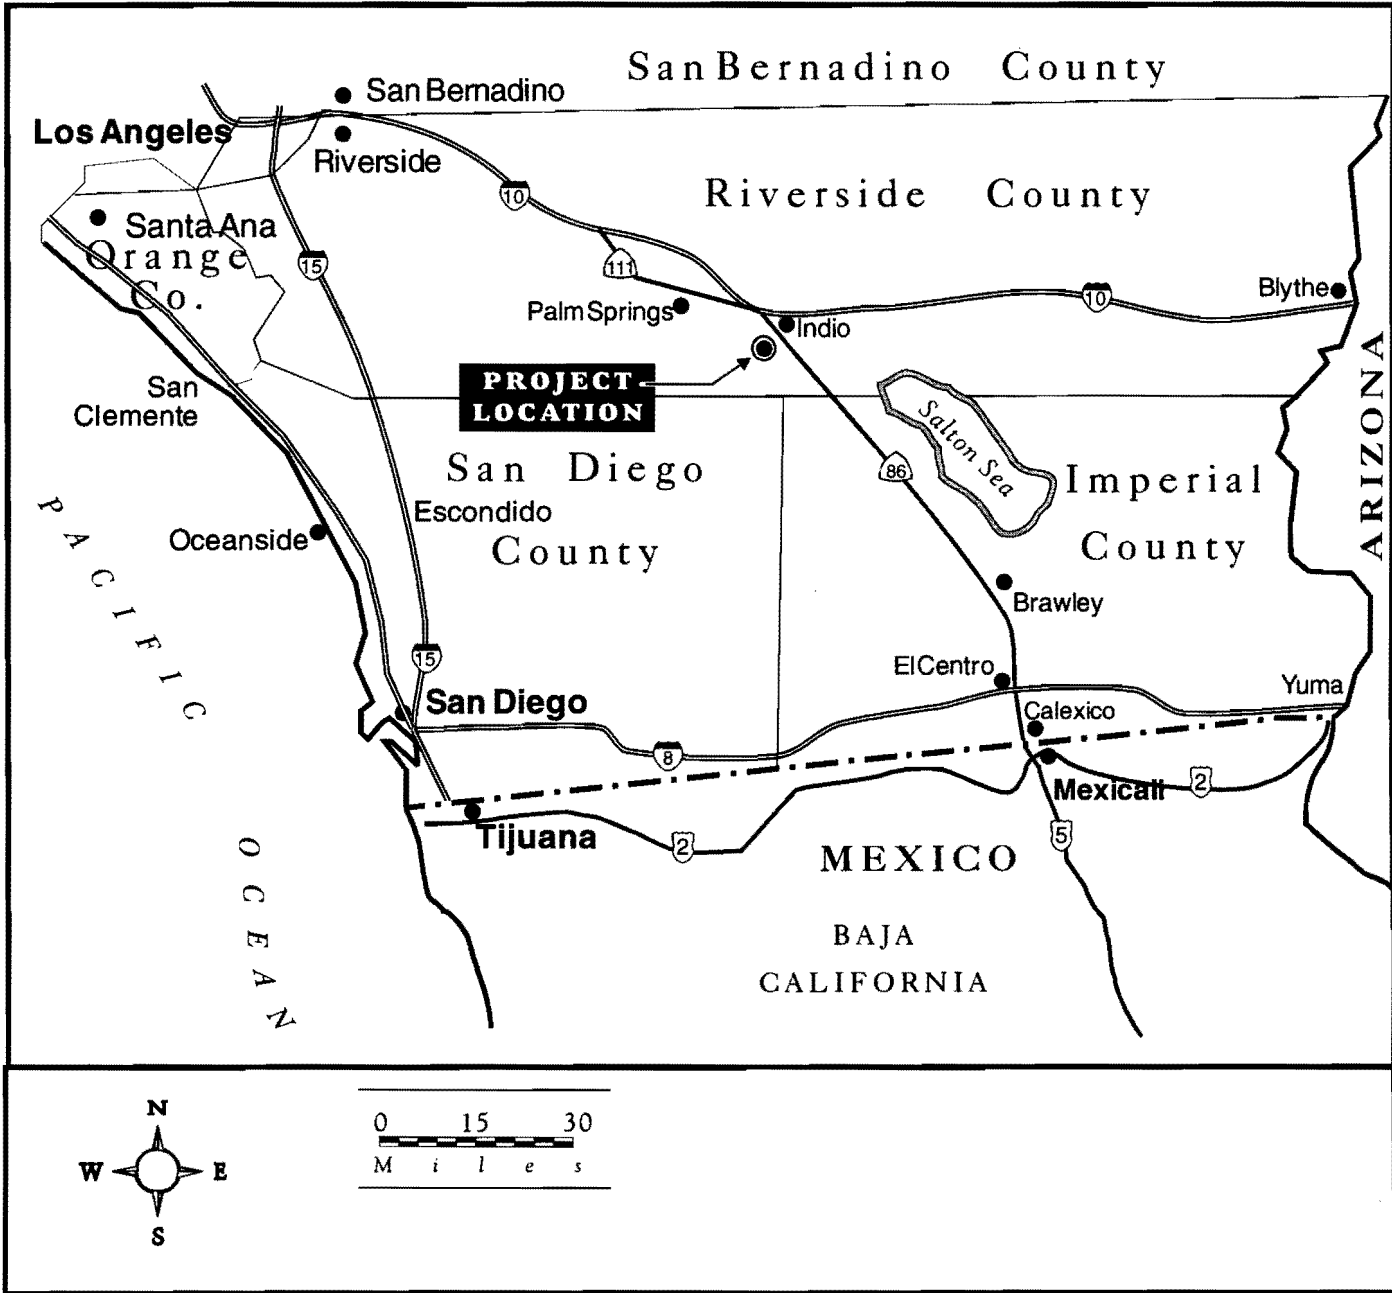 San Bernadino County
San Bernadino
Los Angeles
Riverside
10
Riverside County
Santa Ana
Orange
Co.
15
111
10
Blythe
Palm Springs
Indio
PROJECT
LOCATION
San
Clemente
Salton Sea
ARIZONA
San Diego
County
86
Imperial
County
Escondido
Oceanside
PACIFIC
OCEAN
Brawley
15
El Centro
Yuma
San Diego
Calexico
8
2
Mexicali
Tijuana
2
5
MEXICO
BAJA
CALIFORNIA
N
W E
S
0 15 30
Miles